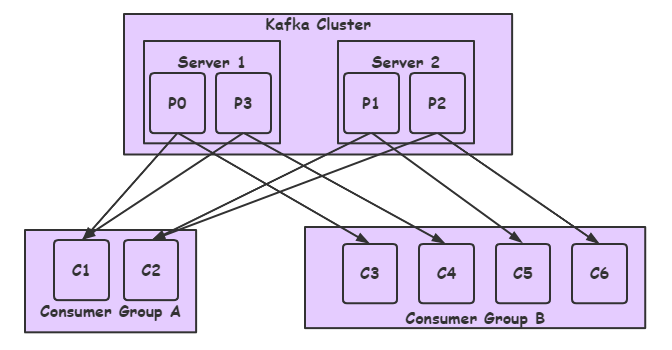 Kafka Cluster
Server 1
Server 2
P0
P3
P1
P2
C1
C2
C3
C4
C5
C6
Consumer Group A
Consumer Group B